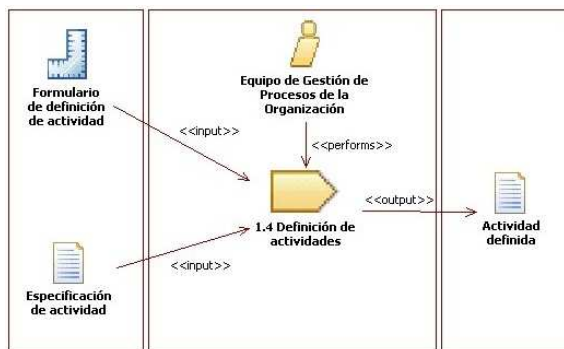 Formulario
de definición
de actividad
<<input>>
Especificación
de actividad
<<input>>
Equipo de Gestión de
Procesos de la
Organización
<<performs>>
1.4 Definición de
actividades
<<output>>
Actividad
definida